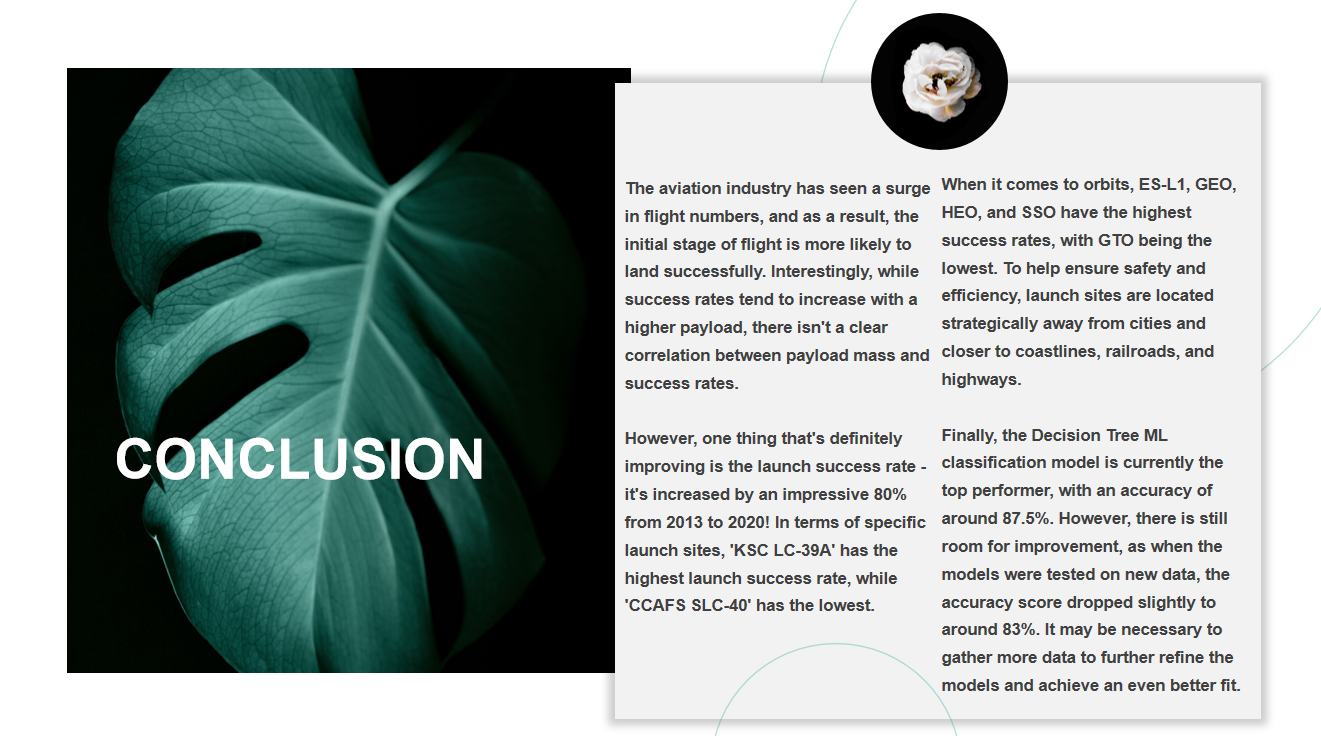 CONCLUSION
The aviation industry has seen a surge
in flight numbers, and as a result, the
initial stage of flight is more likely to
land successfully. Interestingly, while
success rates tend to increase with a
higher payload, there isn't a clear
correlation between payload mass and
success rates.
However, one thing that's definitely
improving is the launch success rate -
it's increased by an impressive 80%
from 2013 to 2020! In terms of specific
launch sites, 'KSC LC-39A' has the
highest launch success rate, while
'CCAFS SLC-40' has the lowest.
When it comes to orbits, ES-L1, GEO,
HEO, and SSO have the highest
success rates, with GTO being the
lowest. To help ensure safety and
efficiency, launch sites are located
strategically away from cities and
closer to coastlines, railroads, and
highways.
Finally, the Decision Tree ML
classification model is currently the
top performer, with an accuracy of
around 87.5%. However, there is still
room for improvement, as when the
models were tested on new data, the
accuracy score dropped slightly to
around 83%. It may be necessary to
gather more data to further refine the
models and achieve an even better fit.